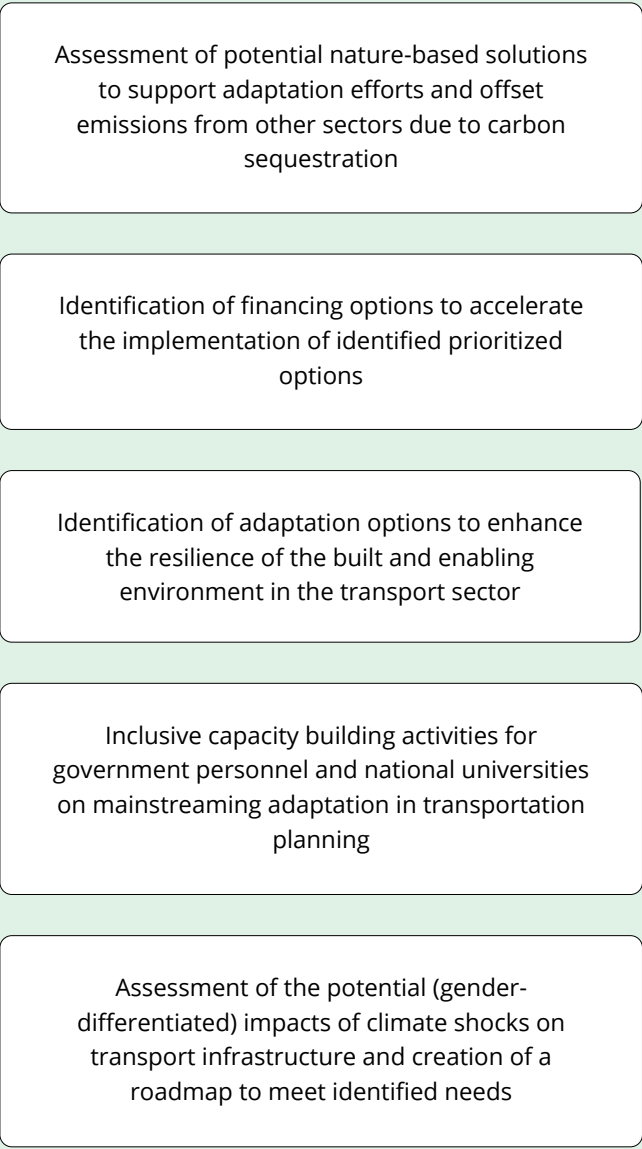 Assessment of potential nature-based solutions
to support adaptation efforts and offset
emissions from other sectors due to carbon
sequestration
Identification of financing options to accelerate
the implementation of identified prioritized
options
Identification of adaptation options to enhance
the resilience of the built and enabling
environment in the transport sector
Inclusive capacity building activities for
government personnel and national universities
on mainstreaming adaptation in transportation
planning
Assessment of the potential (gender-
differentiated) impacts of climate shocks on
transport infrastructure and creation of a
roadmap to meet identified needs